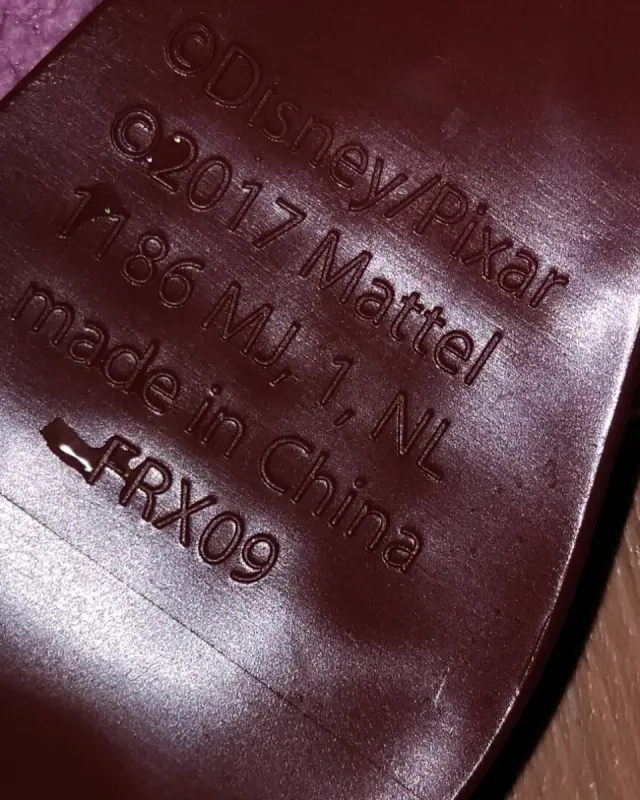 ©Disney/Pixar
©2017 Mattel
1186 MJ, 1, NL
made in China
FRX09